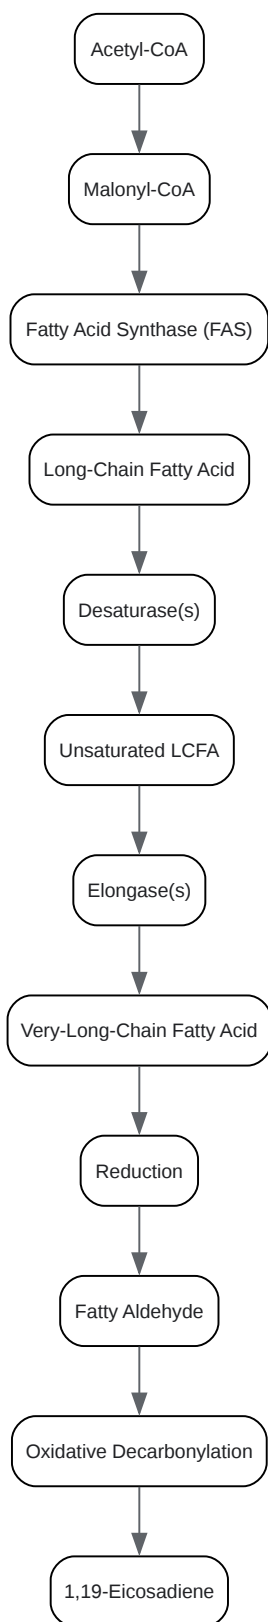 Acetyl-CoA
Malonyl-CoA
Fatty Acid Synthase (FAS)
Long-Chain Fatty Acid
Desaturase(s)
Unsaturated LCFA
Elongase(s)
Very-Long-Chain Fatty Acid
Reduction
Fatty Aldehyde
Oxidative Decarbonylation
1,19-Eicosadiene